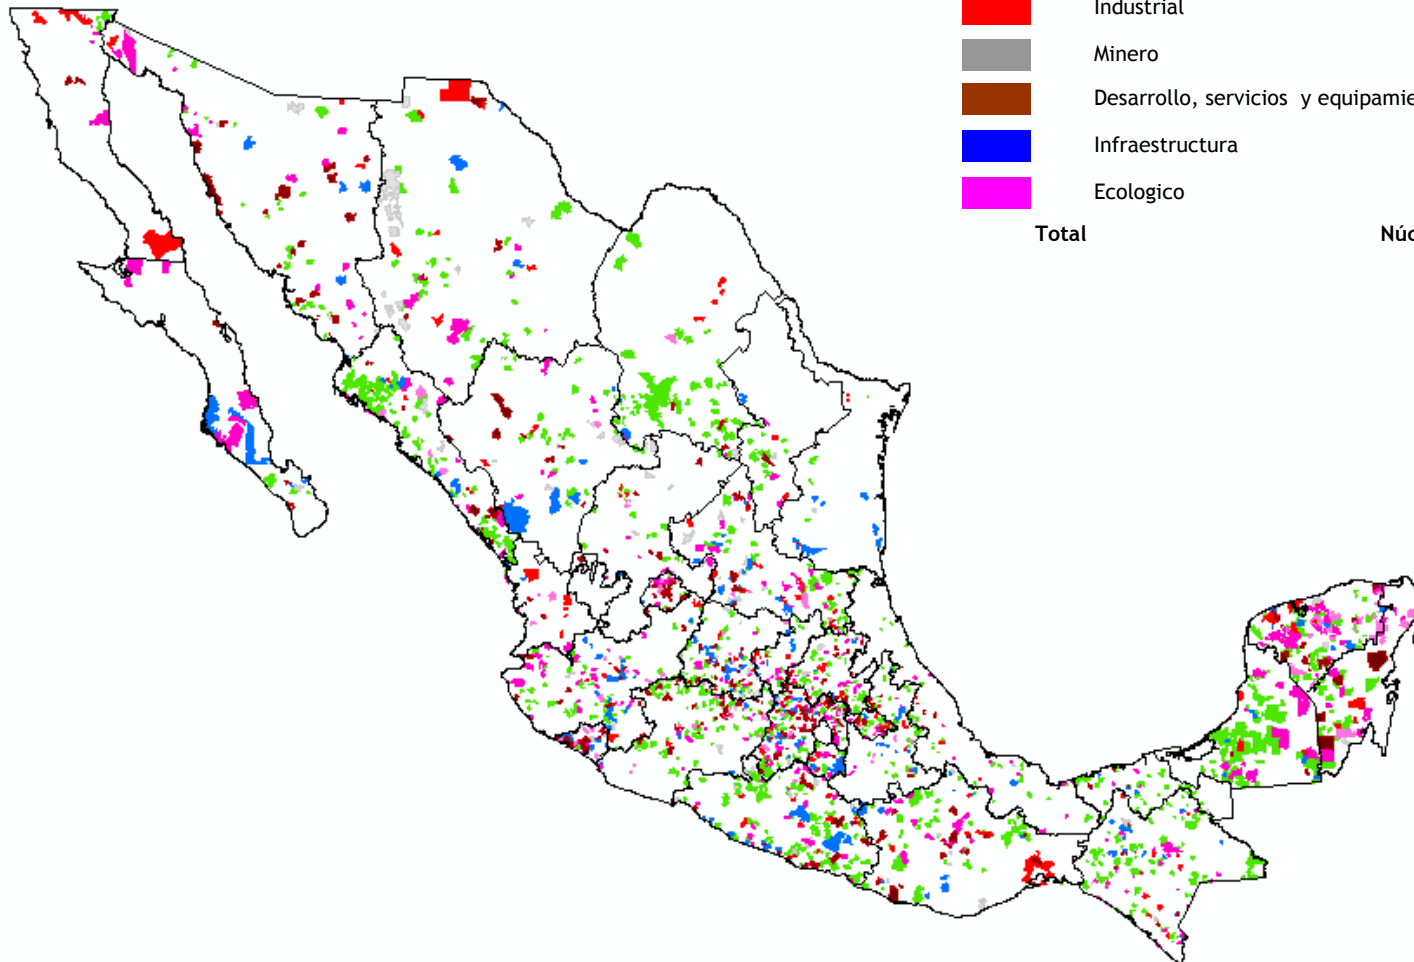 Industrial
Minero
Desarrollo, servicios y equipamie
Infraestructura
Ecologico
Total Núc